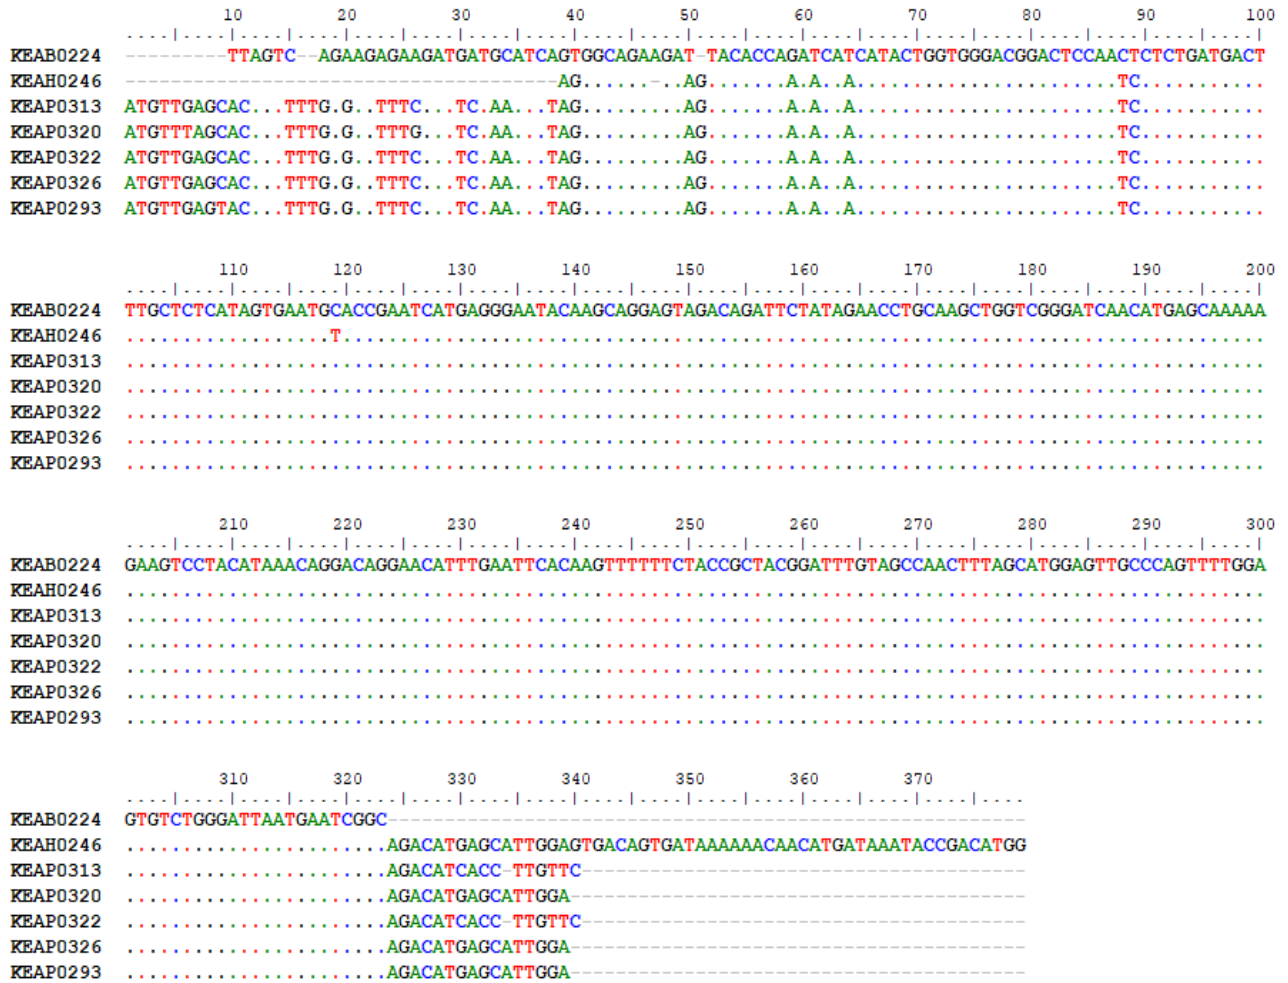 10 20 30 40 50 60 70 80 90 100
....|....|....|....|....|....|....|....|....|....|....|....|....|....|....|....|....|....|....|....|
KEAB0224 ---------TTAGTC--AGAAGAGAAGATGATGCATCAGTGGCAGAAGAT-TACACCAGATCATCATACTGGTGGGACGGACTCCAACTCTCTGATGACT
KEAH0246 --------------------------------------AG......-..AG.......A.A..A.......................TC...........
KEAP0313 ATGTTGAGCAC...TTTG.G..TTTC...TC.AA...TAG.........AG.......A.A..A.......................TC...........
KEAP0320 ATGTTTAGCAC...TTTG.G..TTTG...TC.AA...TAG.........AG.......A.A..A.......................TC...........
KEAP0322 ATGTTGAGCAC...TTTG.G..TTTC...TC.AA...TAG.........AG.......A.A..A.......................TC...........
KEAP0326 ATGTTGAGCAC...TTTG.G..TTTC...TC.AA...TAG.........AG.......A.A..A.......................TC...........
KEAP0293 ATGTTGAGTAC...TTTG.G..TTTC...TC.AA...TAG.........AG.......A.A..A.......................TC...........
110 120 130 140 150 160 170 180 190 200
....|....|....|....|....|....|....|....|....|....|....|....|....|....|....|....|....|....|....|....|
KEAB0224 TTGCTCTCATAGTGAATGCACCGAATCATGAGGGAATACAAGCAGGAGTAGACAGATTCTATAGAACCTGCAAGCTGGTCGGGATCAACATGAGCAAAAA
KEAH0246 ..................T.................................................................................
KEAP0313 ....................................................................................................
KEAP0320 ....................................................................................................
KEAP0322 ....................................................................................................
KEAP0326 ....................................................................................................
KEAP0293 ....................................................................................................
210 220 230 240 250 260 270 280 290 300
....|....|....|....|....|....|....|....|....|....|....|....|....|....|....|....|....|....|....|....|
KEAB0224 GAAGTCCTACATAAACAGGACAGGAACATTTGAATTCACAAGTTTTTTCTACCGCTACGGATTTGTAGCCAACTTTAGCATGGAGTTGCCCAGTTTTGGA
KEAH0246 ....................................................................................................
KEAP0313 ....................................................................................................
KEAP0320 ....................................................................................................
KEAP0322 ....................................................................................................
KEAP0326 ....................................................................................................
KEAP0293 ....................................................................................................
310 320 330 340 350 360 370
....|....|....|....|....|....|....|....|....|....|....|....|....|....|....|....
KEAB0224 GTGTCTGGGATTAATGAATCGGC--------------------------------------------------------
KEAH0246 .......................AGACATGAGCATTGGAGTGACAGTGATAAAAAACAACATGATAAATACCGACATGG
KEAP0313 .......................AGACATCACC-TTGTTC---------------------------------------
KEAP0320 .......................AGACATGAGCATTGGA----------------------------------------
KEAP0322 .......................AGACATCACC-TTGTTC---------------------------------------
KEAP0326 .......................AGACATGAGCATTGGA----------------------------------------
KEAP0293 .......................AGACATGAGCATTGGA----------------------------------------